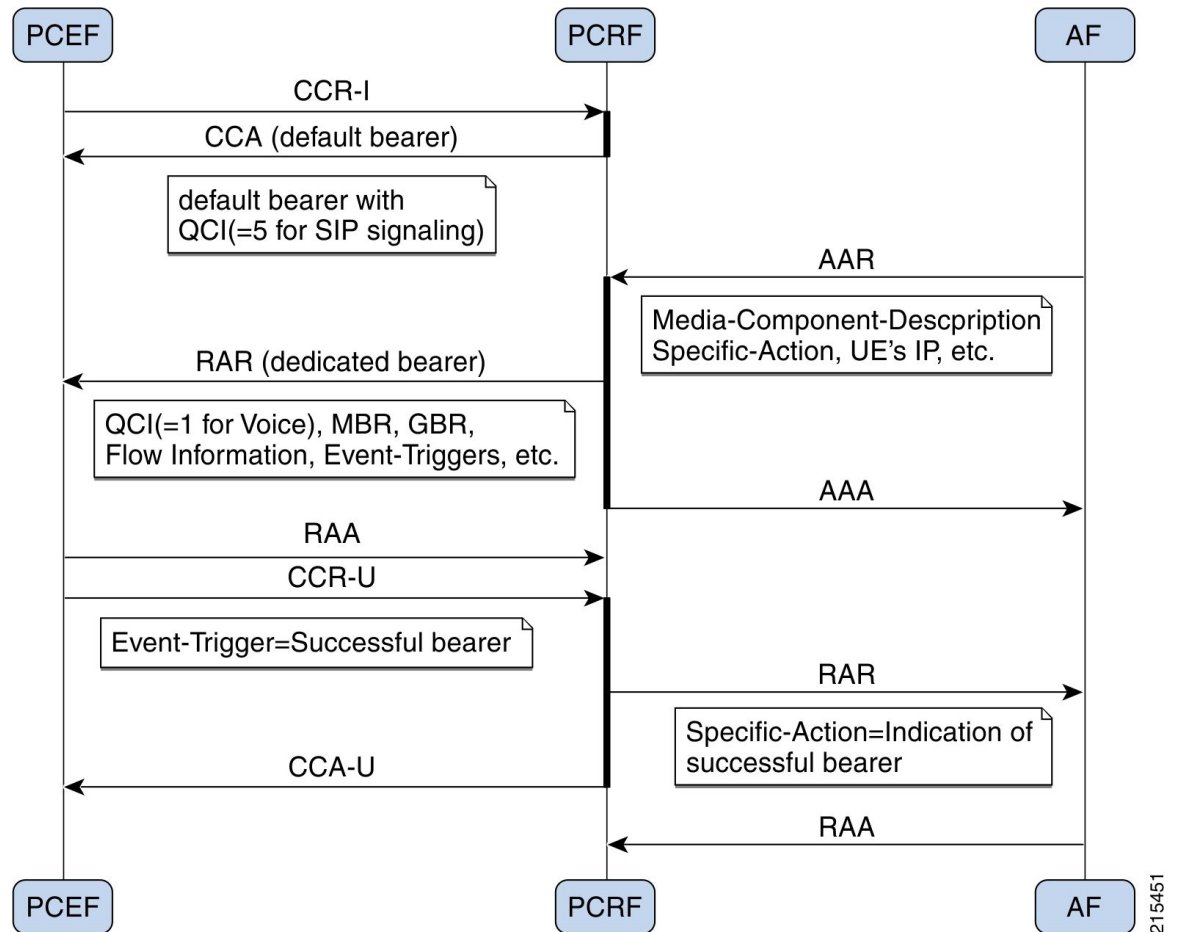 PCEF
PCRF
AF
CCR-I
CCA (default bearer)
default bearer with
QCI(=5 for SIP signaling)
AAR
Media-Component-Descpription
Specific-Action, UE's IP, etc.
RAR (dedicated bearer)
QCI(=1 for Voice), MBR, GBR,
Flow Information, Event-Triggers, etc.
AAA
RAA
CCR-U
Event-Trigger=Successful bearer
RAR
Specific-Action=Indication of
successful bearer
CCA-U
RAA
PCEF
PCRF
AF
215451